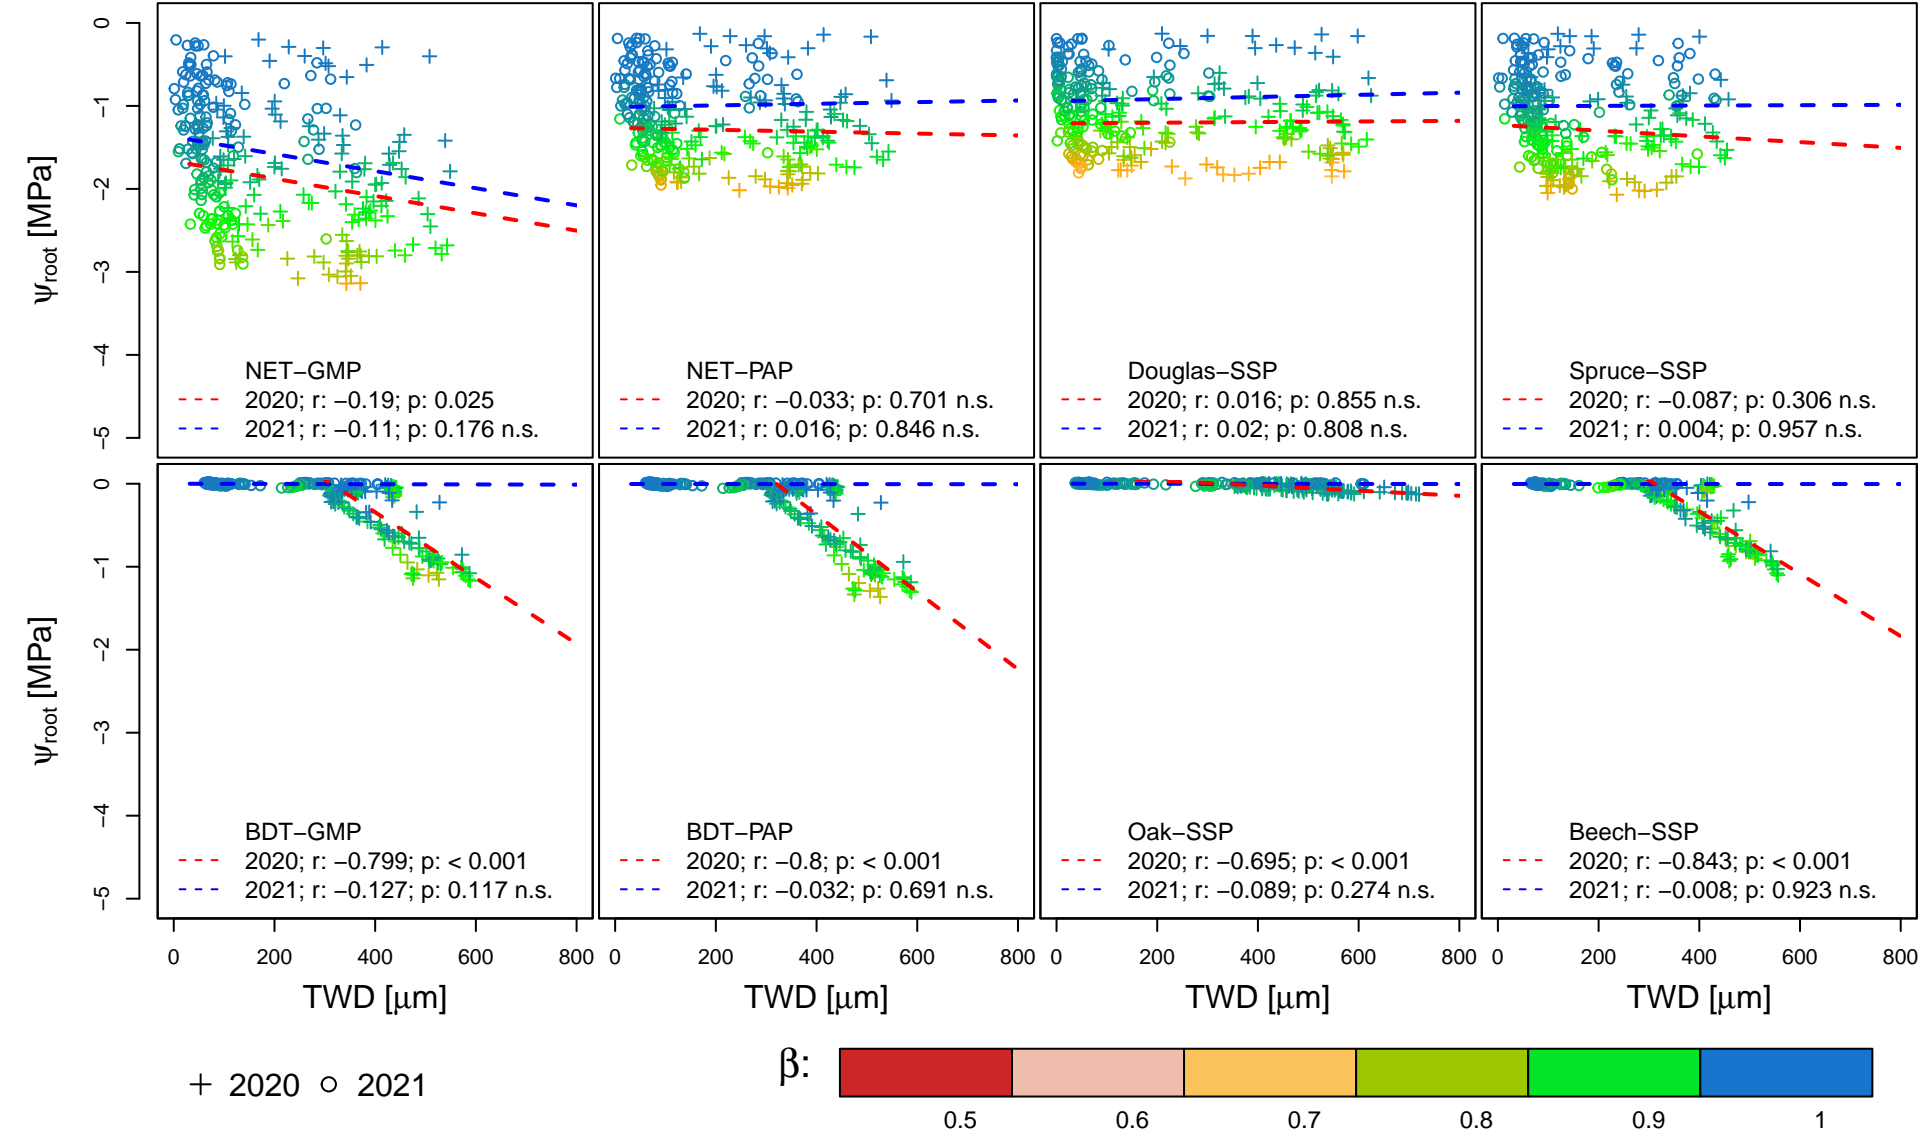 0
−1
−2
−3
−4
−5
ψroot [MPa]
NET−GMP
2020; r: −0.19; p: 0.025
2021; r: −0.11; p: 0.176 n.s.
NET−PAP
2020; r: −0.033; p: 0.701 n.s.
2021; r: 0.016; p: 0.846 n.s.
Douglas−SSP
2020; r: 0.016; p: 0.855 n.s.
2021; r: 0.02; p: 0.808 n.s.
Spruce−SSP
2020; r: −0.087; p: 0.306 n.s.
2021; r: 0.004; p: 0.957 n.s.
0
−1
−2
−3
−4
−5
ψroot [MPa]
BDT−GMP
2020; r: −0.799; p: < 0.001
2021; r: −0.127; p: 0.117 n.s.
BDT−PAP
2020; r: −0.8; p: < 0.001
2021; r: −0.032; p: 0.691 n.s.
Oak−SSP
2020; r: −0.695; p: < 0.001
2021; r: −0.089; p: 0.274 n.s.
Beech−SSP
2020; r: −0.843; p: < 0.001
2021; r: −0.008; p: 0.923 n.s.
0 200 400 600 800
0 200 400 600 800
0 200 400 600 800
0 200 400 600 800
TWD [μm]
TWD [μm]
TWD [μm]
TWD [μm]
2020 2021
β:
0.5 0.6 0.7 0.8 0.9 1